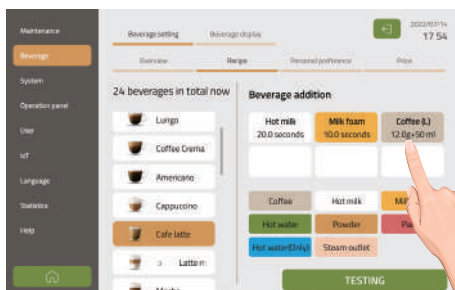 Maintenance
Beverage
System
Operation panel
User
IoT
Language
Statistics
Help
Beverage setting
Beverage display
2022/07/14
17 54
Overview
Recipe
Personal preference
Price
24 beverages in total now
Lungo
Coffee Crema
Americano
Cappuccino
Cafe latte
Latte m
Beverage addition
Hot milk
20.0 seconds
Milk foam
10.0 seconds
Coffee (L)
12.0g+50 ml
Coffee
Hot milk
Hot water
Powder
Hot water(Only)
Steam outlet
TESTING